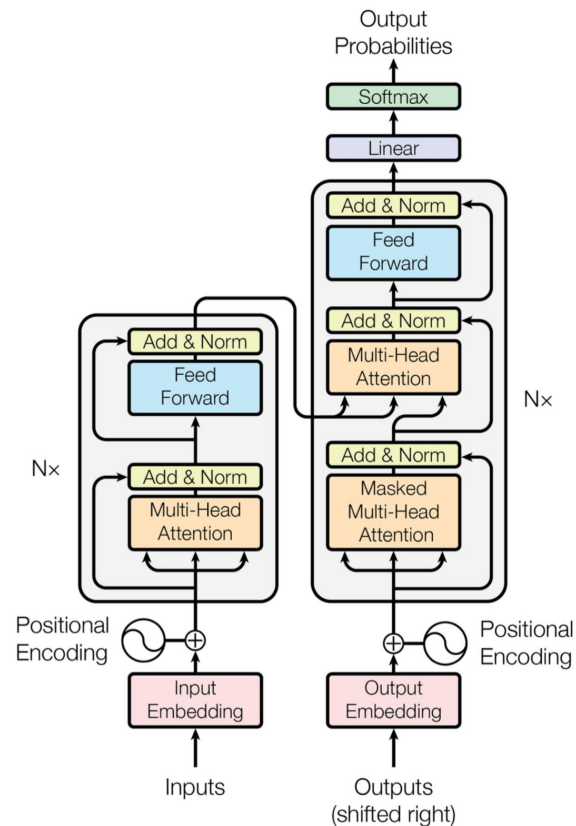 Output
Probabilities
Softmax
Linear
Add & Norm
Feed
Forward
Add & Norm
Multi-Head
Attention
Add & Norm
Masked
Multi-Head
Attention
Nx
Add & Norm
Feed
Forward
Add & Norm
Multi-Head
Attention
Nx
Positional
Encoding
Positional
Encoding
Input
Embedding
Output
Embedding
Inputs
Outputs
(shifted right)